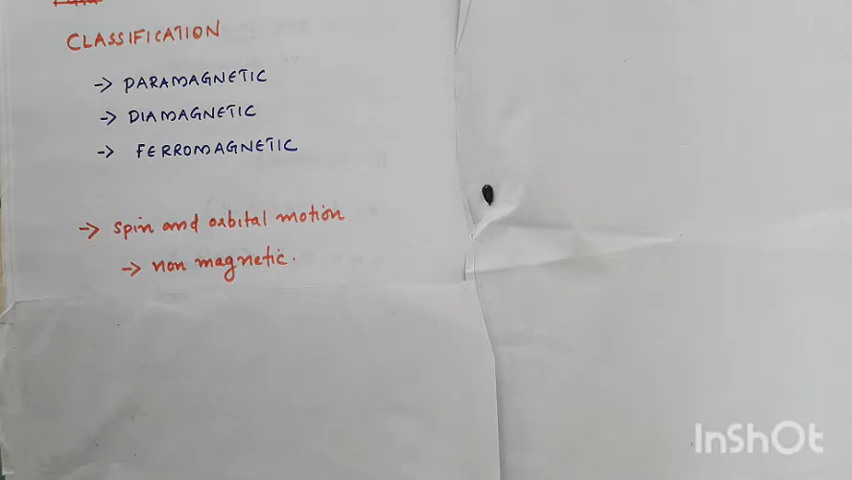 CLASSIFICATION
-> PARAMAGNETIC
-> DIAMAGNETIC
-> FERROMAGNETIC
-> spin and orbital motion
-> non magnetic.
InShOt